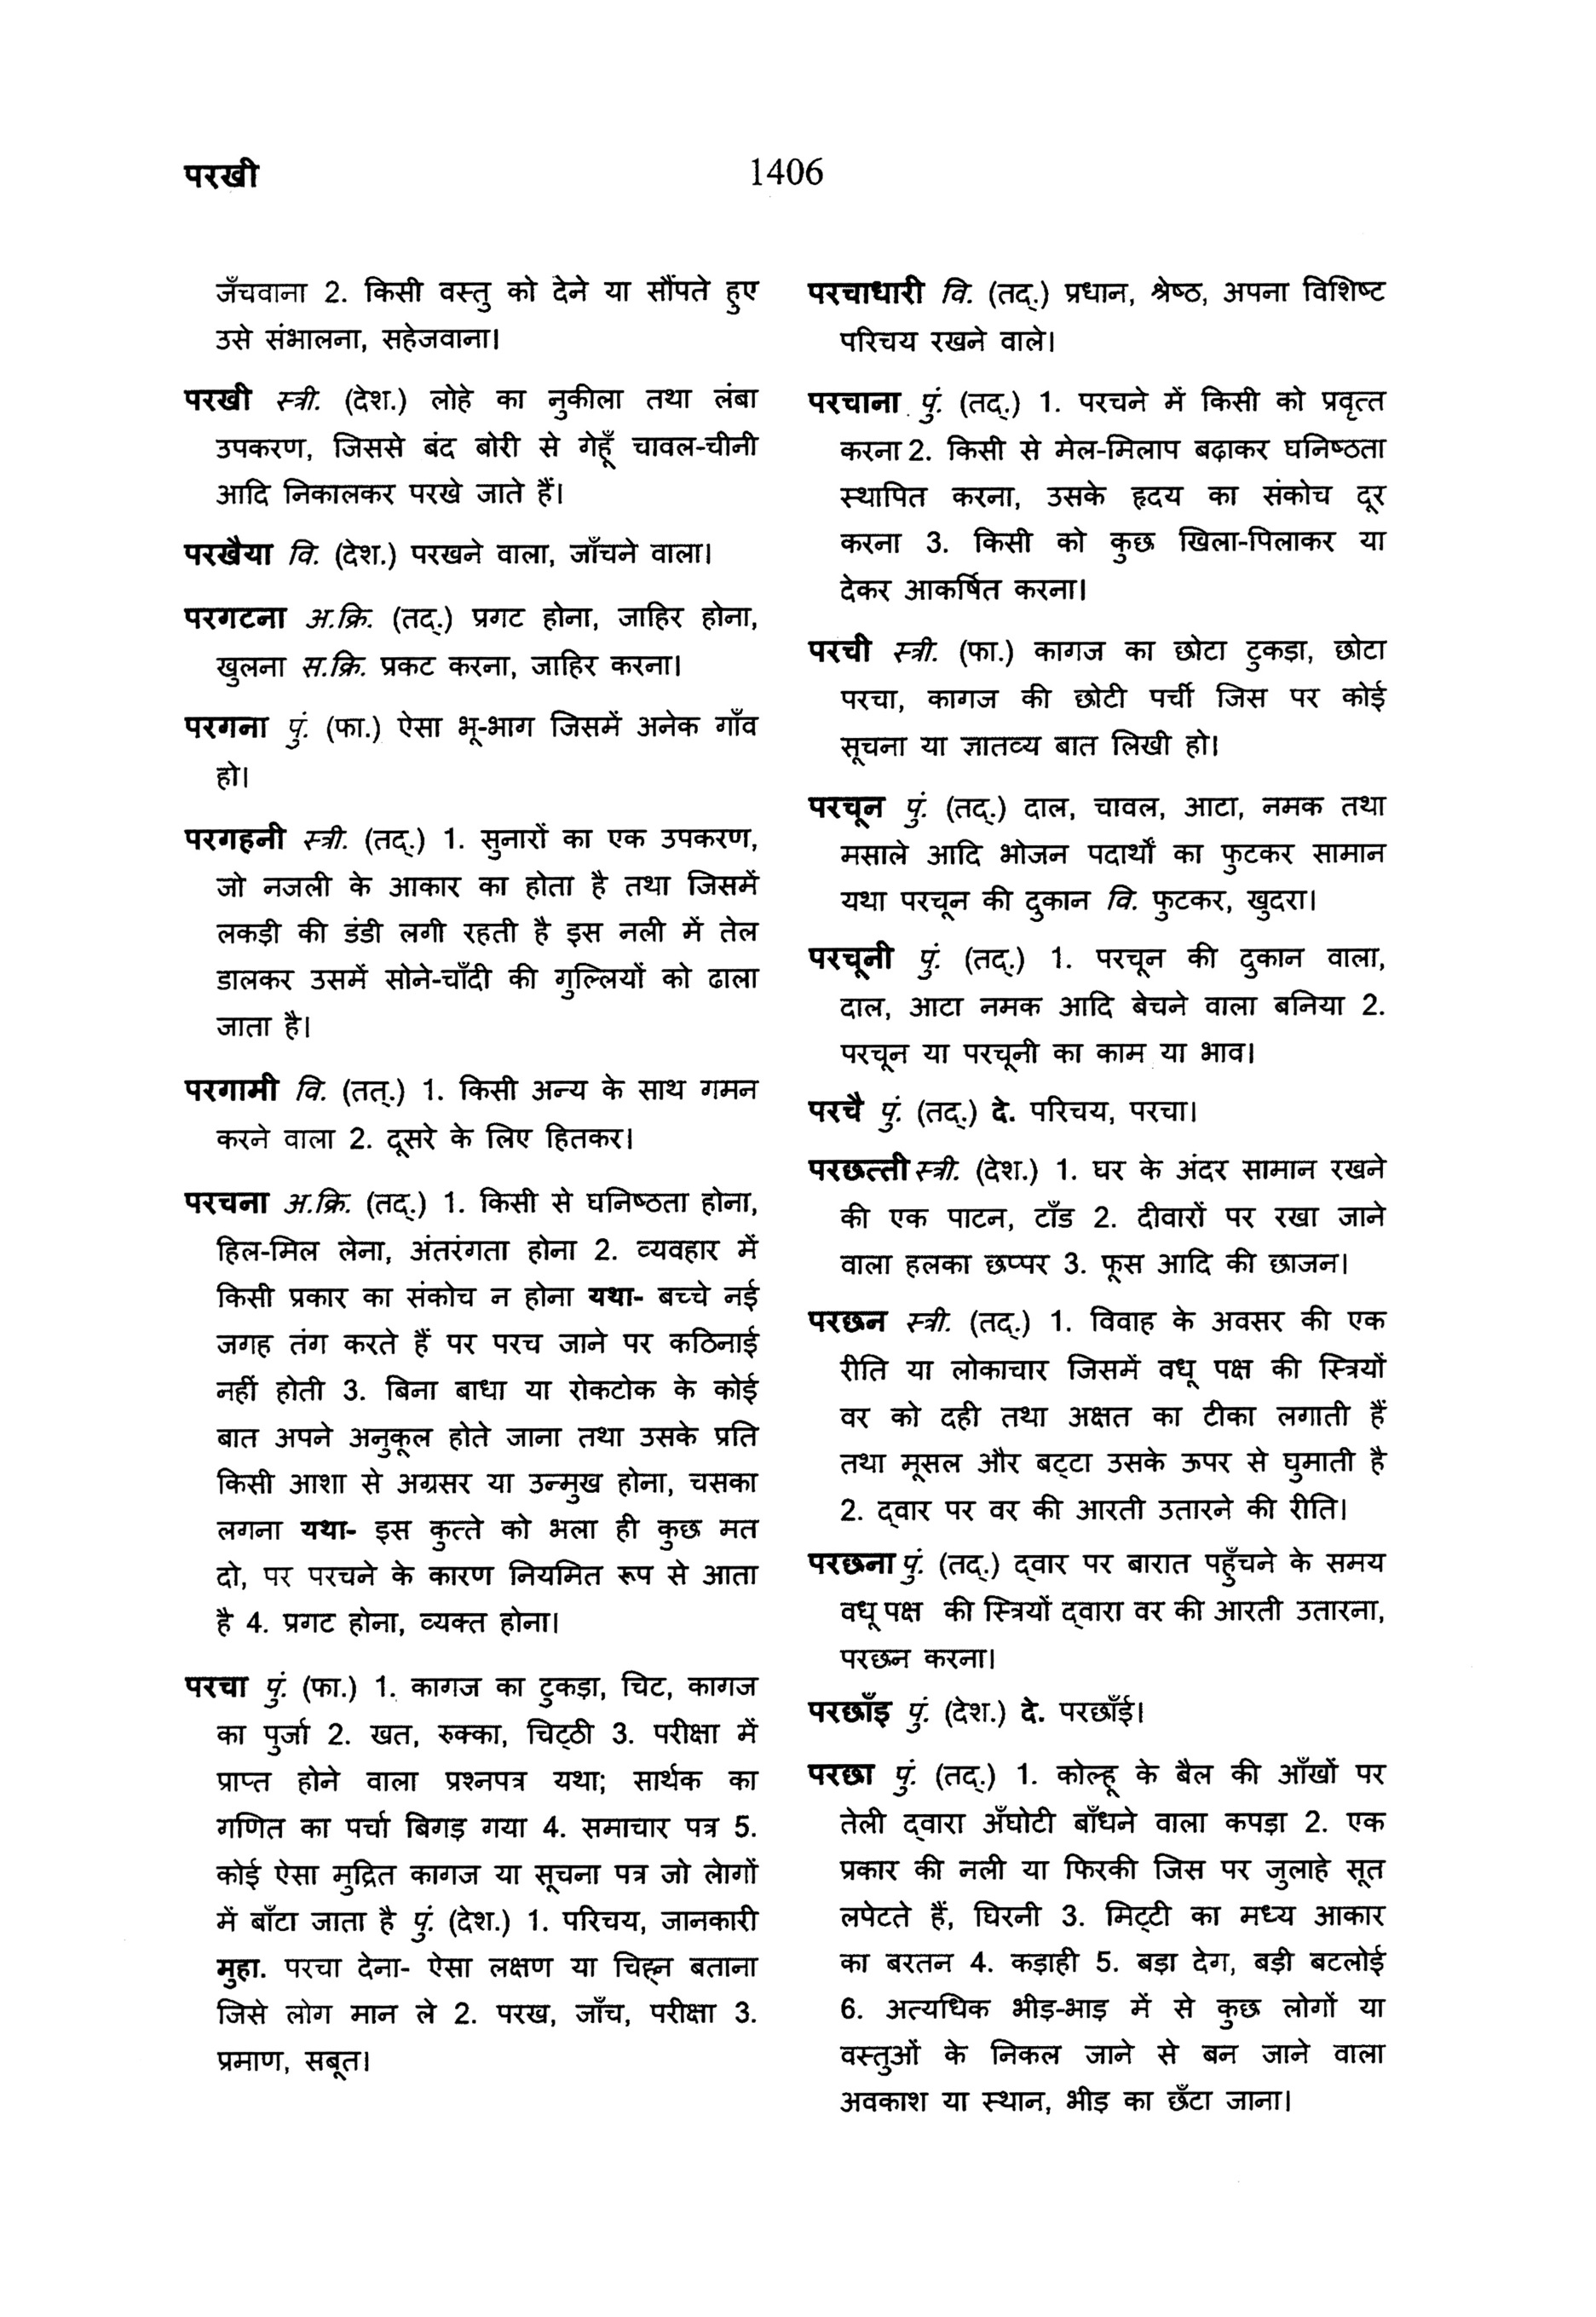 परखी
1406
जँचवाना 2. किसी वस्तु को देने या सौंपते हुए
उसे संभालना, सहेजवाना।
परखी स्त्री. (देश.) लोहे का नुकीला तथा लंबा
उपकरण, जिससे बंद बोरी से गेहूँ चावल-चीनी
आदि निकालकर परखे जाते हैं।
परखैया वि. (देश.) परखने वाला, जाँचने वाला।
परगटना अ.क्रि. (तद्.) प्रगट होना, जाहिर होना,
खुलना स.क्रि. प्रकट करना, जाहिर करना।
परगना पुं. (फा.) ऐसा भू-भाग जिसमें अनेक गाँव
हो।
परगहनी स्त्री. (तद्.) 1. सुनारों का एक उपकरण,
जो नजली के आकार का होता है तथा जिसमें
लकड़ी की डंडी लगी रहती है इस नली में तेल
डालकर उसमें सोने-चाँदी की गुल्लियों को ढाला
जाता है।
परगामी वि. (तत्.) 1. किसी अन्य के साथ गमन
करने वाला 2. दूसरे के लिए हितकर।
परचना अ.क्रि. (तद्.) 1. किसी से घनिष्ठता होना,
हिल-मिल लेना, अंतरंगता होना 2. व्यवहार में
किसी प्रकार का संकोच न होना यथा- बच्चे नई
जगह तंग करते हैं पर परच जाने पर कठिनाई
नहीं होती 3. बिना बाधा या रोकटोक के कोई
बात अपने अनुकूल होते जाना तथा उसके प्रति
किसी आशा से अग्रसर या उन्मुख होना, चसका
लगना यथा- इस कुत्ते को भला ही कुछ मत
दो, पर परचने के कारण नियमित रूप से आता
है 4. प्रगट होना, व्यक्त होना।
परचा पुं. (फा.) 1. कागज का टुकड़ा, चिट, कागज
का पुर्जा 2. खत, रुक्का, चिट्ठी 3. परीक्षा में
प्राप्त होने वाला प्रश्नपत्र यथा; सार्थक का
गणित का पर्चा बिगड़ गया 4. समाचार पत्र 5.
कोई ऐसा मुद्रित कागज या सूचना पत्र जो लेागों
में बाँटा जाता है पुं. (देश.) 1. परिचय, जानकारी
मुहा. परचा देना- ऐसा लक्षण या चिह्न बताना
जिसे लोग मान ले 2. परख, जाँच, परीक्षा 3.
प्रमाण, सबूत।
परचाधारी वि. (तद्.) प्रधान, श्रेष्ठ, अपना विशिष्ट
परिचय रखने वाले।
परचाना पुं. (तद्.) 1. परचने में किसी को प्रवृत्त
करना 2. किसी से मेल-मिलाप बढ़ाकर घनिष्ठता
स्थापित करना, उसके हृदय का संकोच दूर
करना 3. किसी को कुछ खिला-पिलाकर या
देकर आकर्षित करना।
परची स्त्री. (फा.) कागज का छोटा टुकड़ा, छोटा
परचा, कागज की छोटी पर्ची जिस पर कोई
सूचना या ज्ञातव्य बात लिखी हो।
परचून पुं. (तद्.) दाल, चावल, आटा, नमक तथा
मसाले आदि भोजन पदार्थों का फुटकर सामान
यथा परचून की दुकान वि. फुटकर, खुदरा।
परचूनी पुं. (तद्.) 1. परचून की दुकान वाला,
दाल, आटा नमक आदि बेचने वाला बनिया 2.
परचून या परचूनी का काम या भाव।
परचै पुं. (तद्.) दे. परिचय, परचा।
परछत्ती स्त्री. (देश.) 1. घर के अंदर सामान रखने
की एक पाटन, टाँड 2. दीवारों पर रखा जाने
वाला हलका छप्पर 3. फूस आदि की छाजन।
परछन स्त्री. (तद्.) 1. विवाह के अवसर की एक
रीति या लोकाचार जिसमें वधू पक्ष की स्त्रियों
वर को दही तथा अक्षत का टीका लगाती हैं
तथा मूसल और बट्टा उसके ऊपर से घुमाती है
2. द्वार पर वर की आरती उतारने की रीति।
परछना पुं. (तद्.) द्वार पर बारात पहुँचने के समय
वधू पक्ष की स्त्रियों द्वारा वर की आरती उतारना,
परछन करना।
परछाँइ पुं. (देश.) दे. परछाँई।
परछा पुं. (तद्.) 1. कोल्हू के बैल की आँखों पर
तेली द्वारा अँघोटी बाँधने वाला कपड़ा 2. एक
प्रकार की नली या फिरकी जिस पर जुलाहे सूत
लपेटते हैं, घिरनी 3. मिट्टी का मध्य आकार
का बरतन 4. कड़ाही 5. बड़ा देग, बड़ी बटलोई
6. अत्यधिक भीड़-भाड़ में से कुछ लोगों या
वस्तुओं के निकल जाने से बन जाने वाला
अवकाश या स्थान, भीड़ का छँटा जाना।